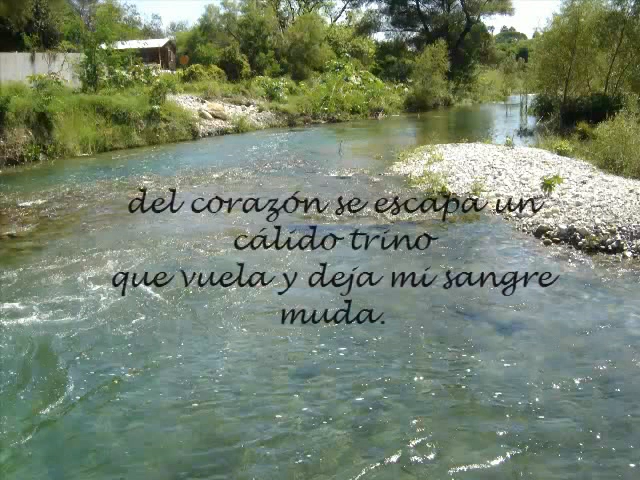 del corazón se escapa un
cálido trino
que vuela y deja mi sangre
muda.